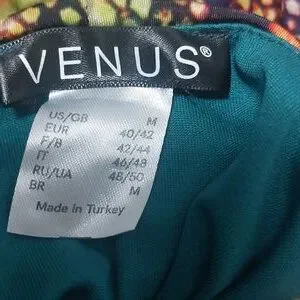 VENUS®
US/GB M
EUR 40/42
F/B 42/44
IT 46/48
RU/UA 48/50
BR M
Made in Turkey